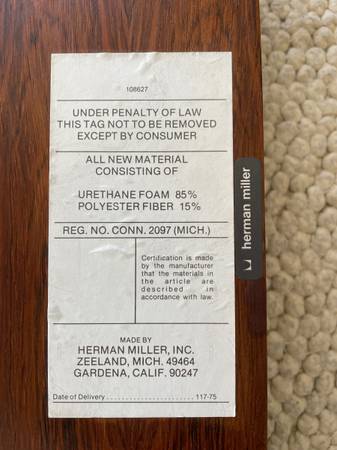 108627
UNDER PENALTY OF LAW
THIS TAG NOT TO BE REMOVED
EXCEPT BY CONSUMER
ALL NEW MATERIAL
CONSISTING OF
URETHANE FOAM 85%
POLYESTER FIBER 15%
REG. NO. CONN. 2097 (MICH.)
Certification is made
by the manufacturer
that the materials in
the article are
described in
accordance with law.
MADE BY
HERMAN MILLER, INC.
ZEELAND, MICH. 49464
GARDENA, CALIF. 90247
Date of Delivery ........................ 117-75
herman miller